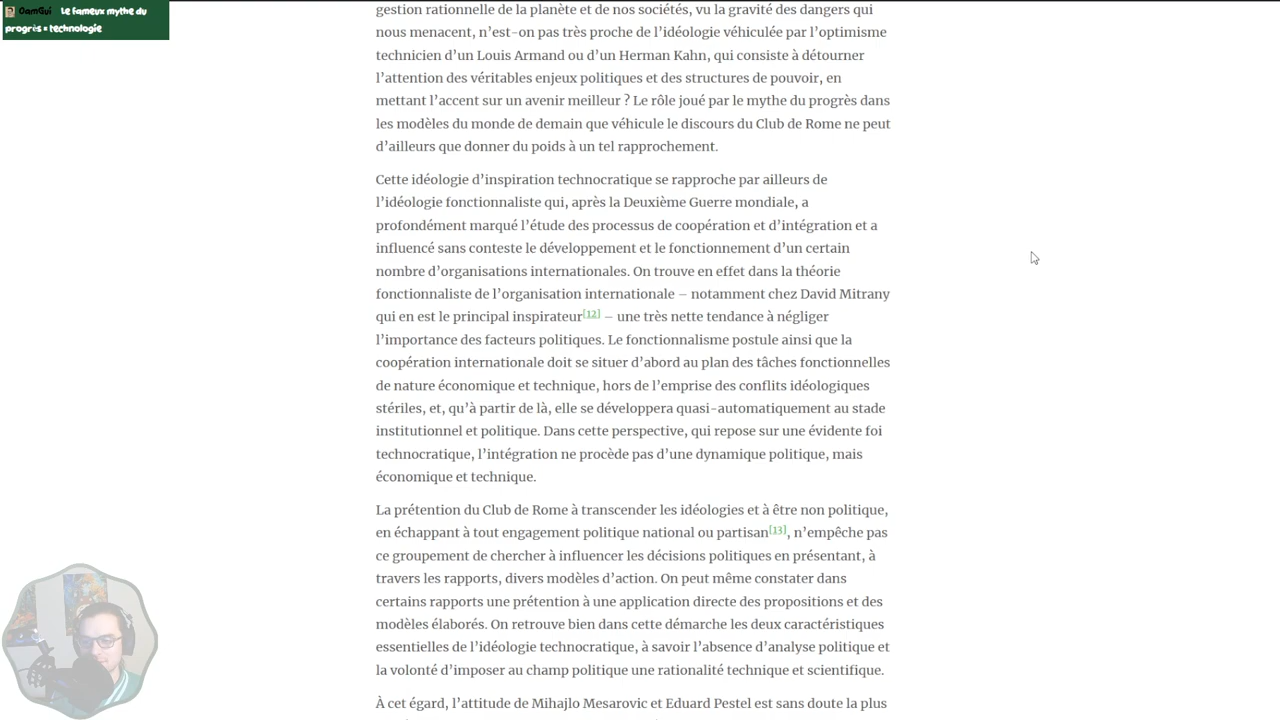 OamGui Le fameux mythe du
progrès = technologie
gestion rationnelle de la planète et de nos sociétés, vu la gravité des dangers qui
nous menacent, n’est-on pas très proche de l’idéologie véhiculée par l’optimisme
technicien d’un Louis Armand ou d’un Herman Kahn, qui consiste à détourner
l’attention des véritables enjeux politiques et des structures de pouvoir, en
mettant l’accent sur un avenir meilleur ? Le rôle joué par le mythe du progrès dans
les modèles du monde de demain que véhicule le discours du Club de Rome ne peut
d’ailleurs que donner du poids à un tel rapprochement.
Cette idéologie d’inspiration technocratique se rapproche par ailleurs de
l’idéologie fonctionnaliste qui, après la Deuxième Guerre mondiale, a
profondément marqué l’étude des processus de coopération et d’intégration et a
influencé sans conteste le développement et le fonctionnement d’un certain
nombre d’organisations internationales. On trouve en effet dans la théorie
fonctionnaliste de l’organisation internationale – notamment chez David Mitrany
qui en est le principal inspirateur[12] – une très nette tendance à négliger
l’importance des facteurs politiques. Le fonctionnalisme postule ainsi que la
coopération internationale doit se situer d’abord au plan des tâches fonctionnelles
de nature économique et technique, hors de l’emprise des conflits idéologiques
stériles, et, qu’à partir de là, elle se développera quasi-automatiquement au stade
institutionnel et politique. Dans cette perspective, qui repose sur une évidente foi
technocratique, l’intégration ne procède pas d’une dynamique politique, mais
économique et technique.
La prétention du Club de Rome à transcender les idéologies et à être non politique,
en échappant à tout engagement politique national ou partisan[13], n’empêche pas
ce groupement de chercher à influencer les décisions politiques en présentant, à
travers les rapports, divers modèles d’action. On peut même constater dans
certains rapports une prétention à une application directe des propositions et des
modèles élaborés. On retrouve bien dans cette démarche les deux caractéristiques
essentielles de l’idéologie technocratique, à savoir l’absence d’analyse politique et
la volonté d’imposer au champ politique une rationalité technique et scientifique.
À cet égard, l’attitude de Mihajlo Mesarovic et Eduard Pestel est sans doute la plus